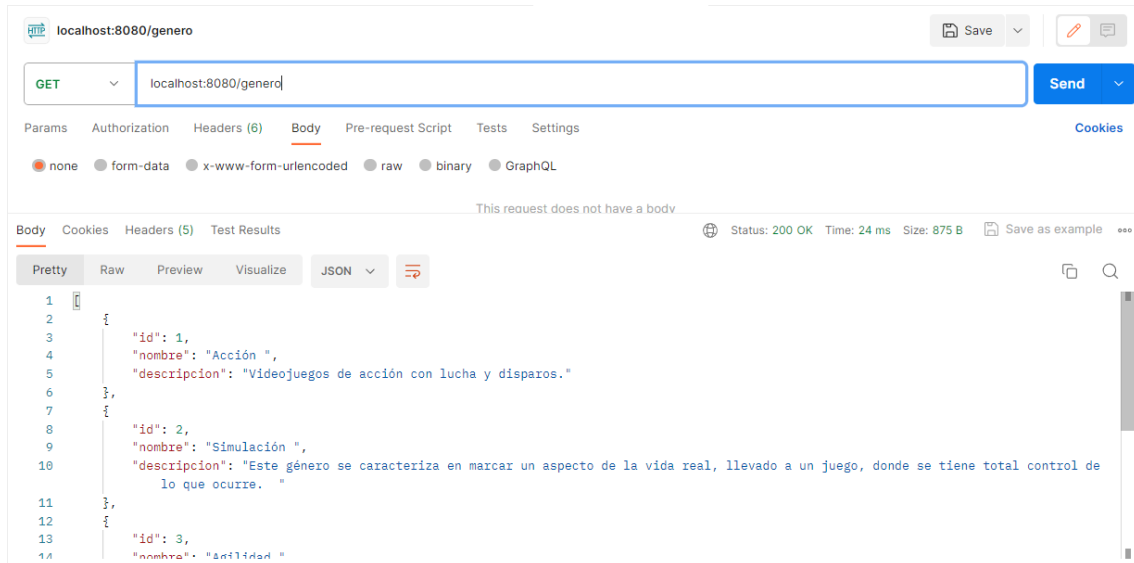 HTTP localhost:8080/genero Save
GET localhost:8080/genero Send
Params Authorization Headers (6) Body Pre-request Script Tests Settings Cookies
none form-data x-www-form-urlencoded raw binary GraphQL
This request does not have a body
Body Cookies Headers (5) Test Results Status: 200 OK Time: 24 ms Size: 875 B Save as example
Pretty Raw Preview Visualize JSON
1 [
2 {
3 "id": 1,
4 "nombre": "Acción ",
5 "descripcion": "Videojuegos de acción con lucha y disparos."
6 },
7 {
8 "id": 2,
9 "nombre": "Simulación ",
10 "descripcion": "Este género se caracteriza en marcar un aspecto de la vida real, llevado a un juego, donde se tiene total control de
lo que ocurre.  "
11 },
12 {
13 "id": 3,
14 "nombre": "Agilidad "